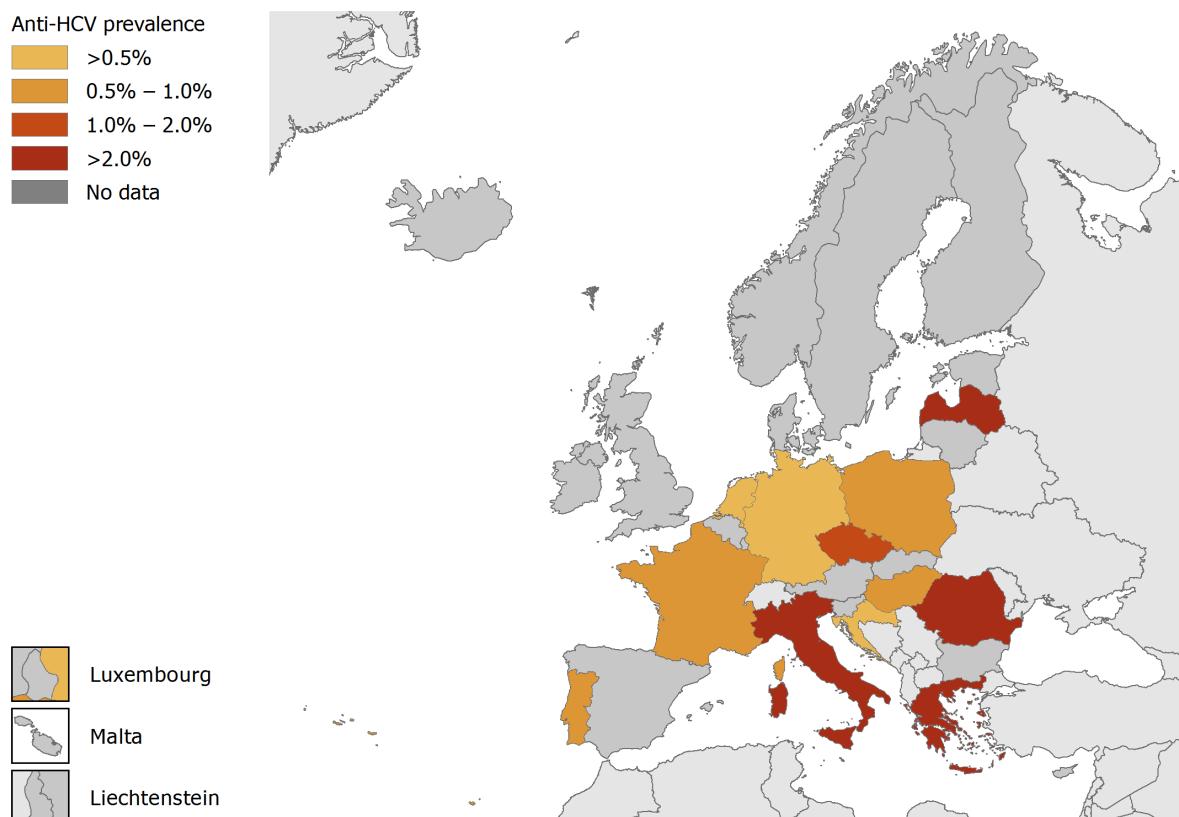 Anti-HCV prevalence
>0.5%
0.5% – 1.0%
1.0% – 2.0%
>2.0%
No data
Luxembourg
Malta
Liechtenstein